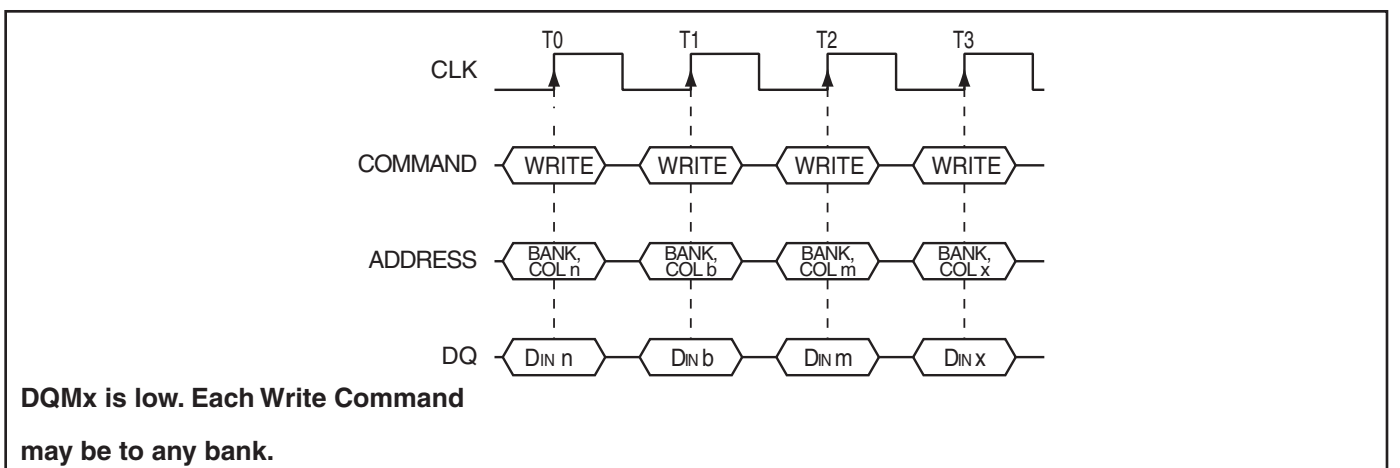 T0 T1 T2 T3
CLK
COMMAND WRITE WRITE WRITE WRITE
BANK, BANK, BANK, BANK,
ADDRESS
COL n COL b COL m COL x
DQ DIN n DIN b DIN m DIN x
DQMx is low. Each Write Command
may be to any bank.